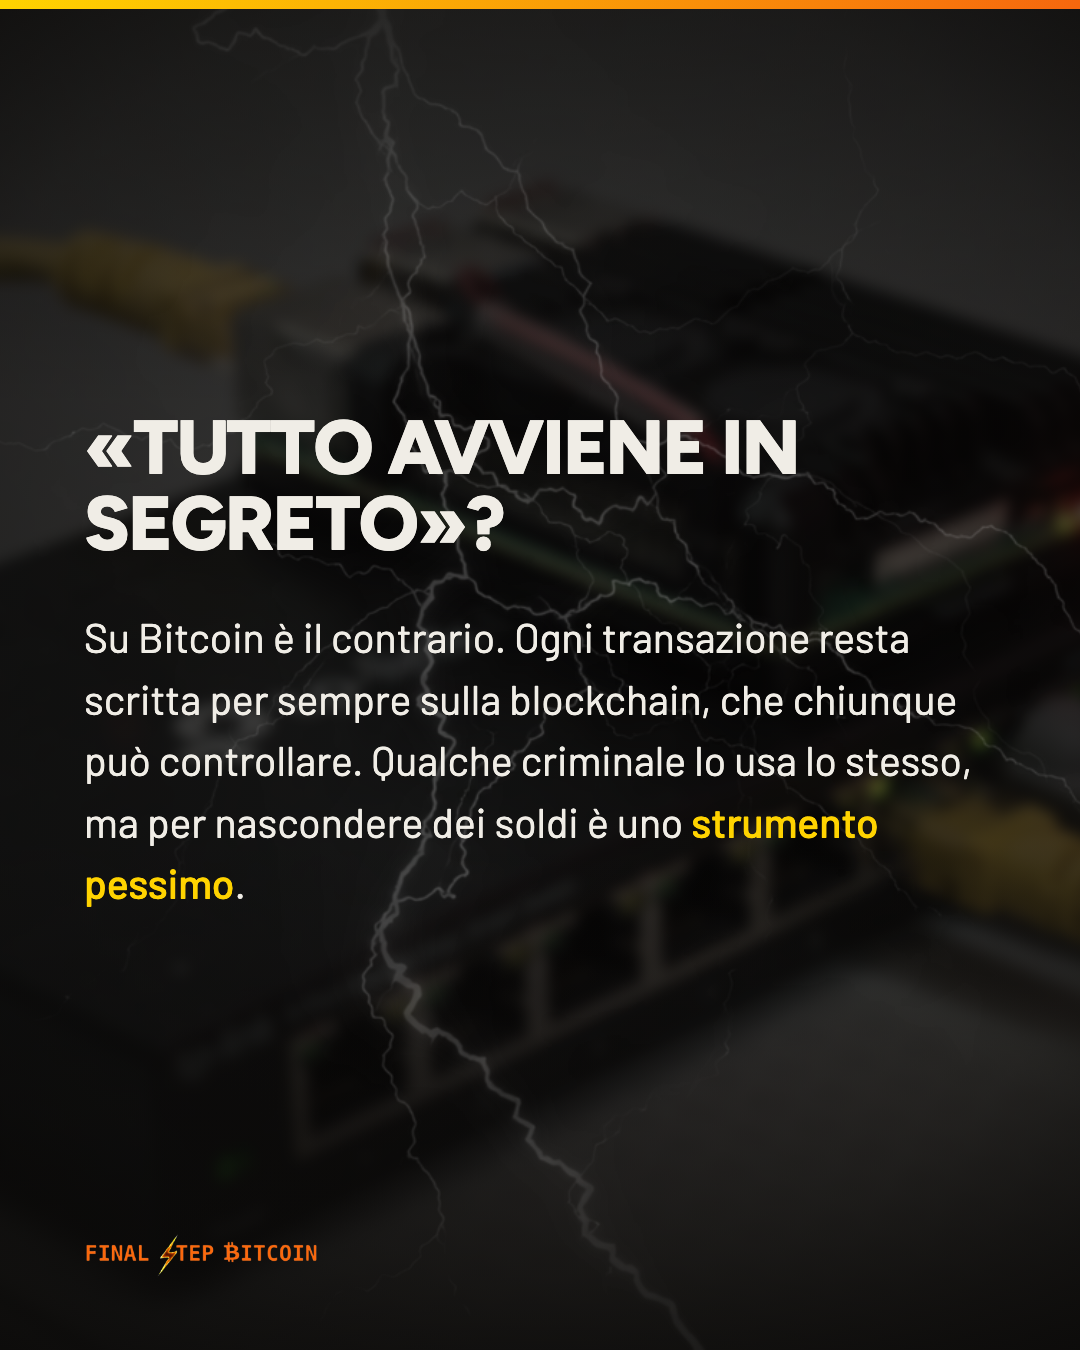 «TUTTO AVVIENE IN
SEGRETO»?
Su Bitcoin è il contrario. Ogni transazione resta
scritta per sempre sulla blockchain, che chiunque
può controllare. Qualche criminale lo usa lo stesso,
ma per nascondere dei soldi è uno strumento
pessimo.
FINAL STEP BITCOIN